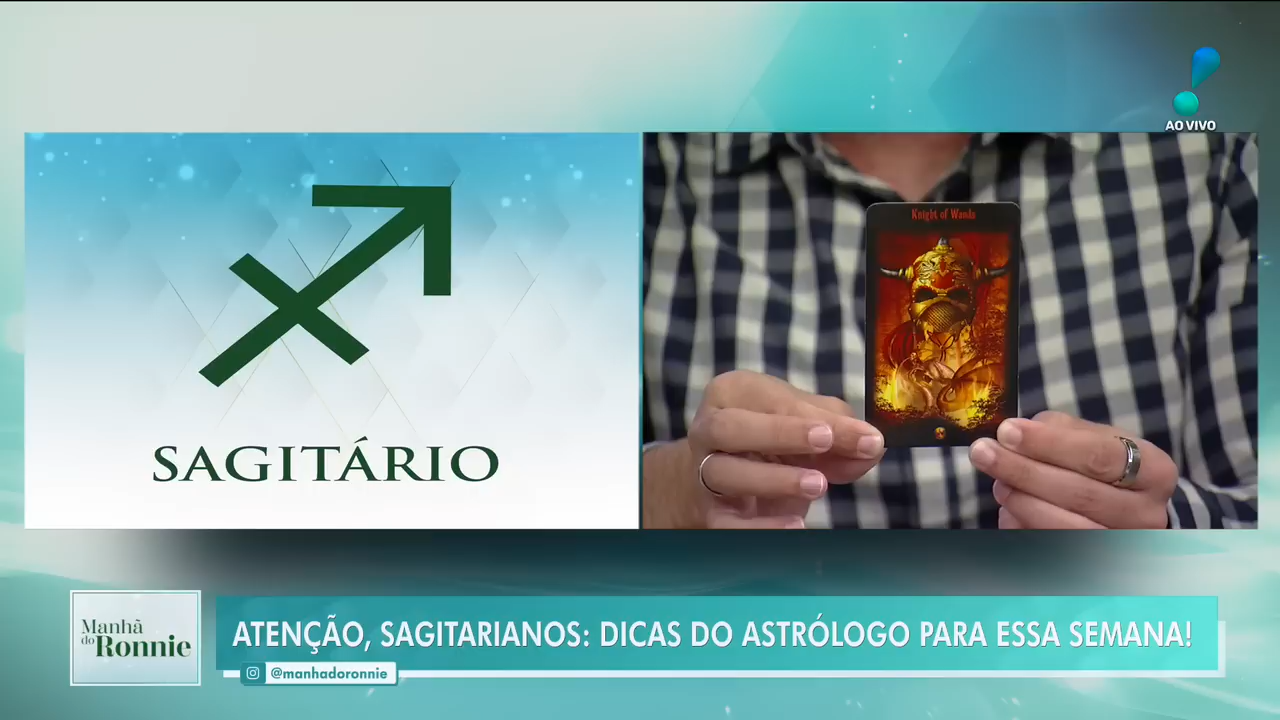 AO VIVO
Knight of Wands
SAGITÁRIO
Manhã
do Ronnie
ATENÇÃO, SAGITARIANOS: DICAS DO ASTRÓLOGO PARA ESSA SEMANA!
@manhadoronnie